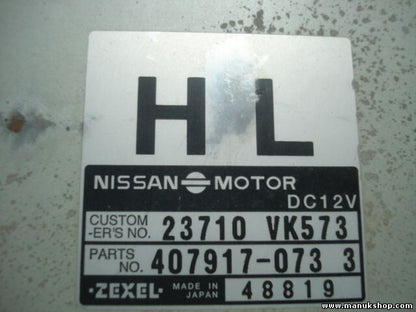 H L
NISSAN MOTOR
DC12V
CUSTOM
-ER'S NO. 23710 VK573
PARTS
NO. 407917-073 3
·ZEXEL· MADE IN
JAPAN 48819
www.manukshop.com